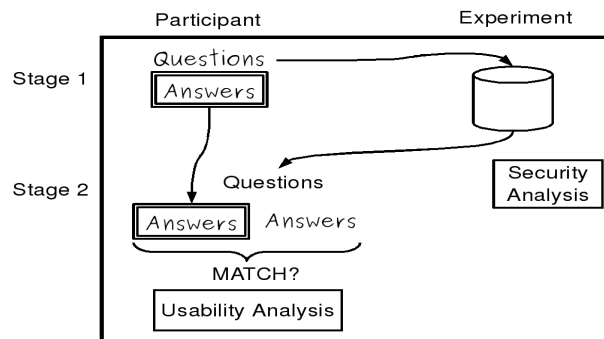 Participant Experiment
Stage 1
Questions
Answers
Stage 2
Questions
Security
Analysis
Answers Answers
MATCH?
Usability Analysis